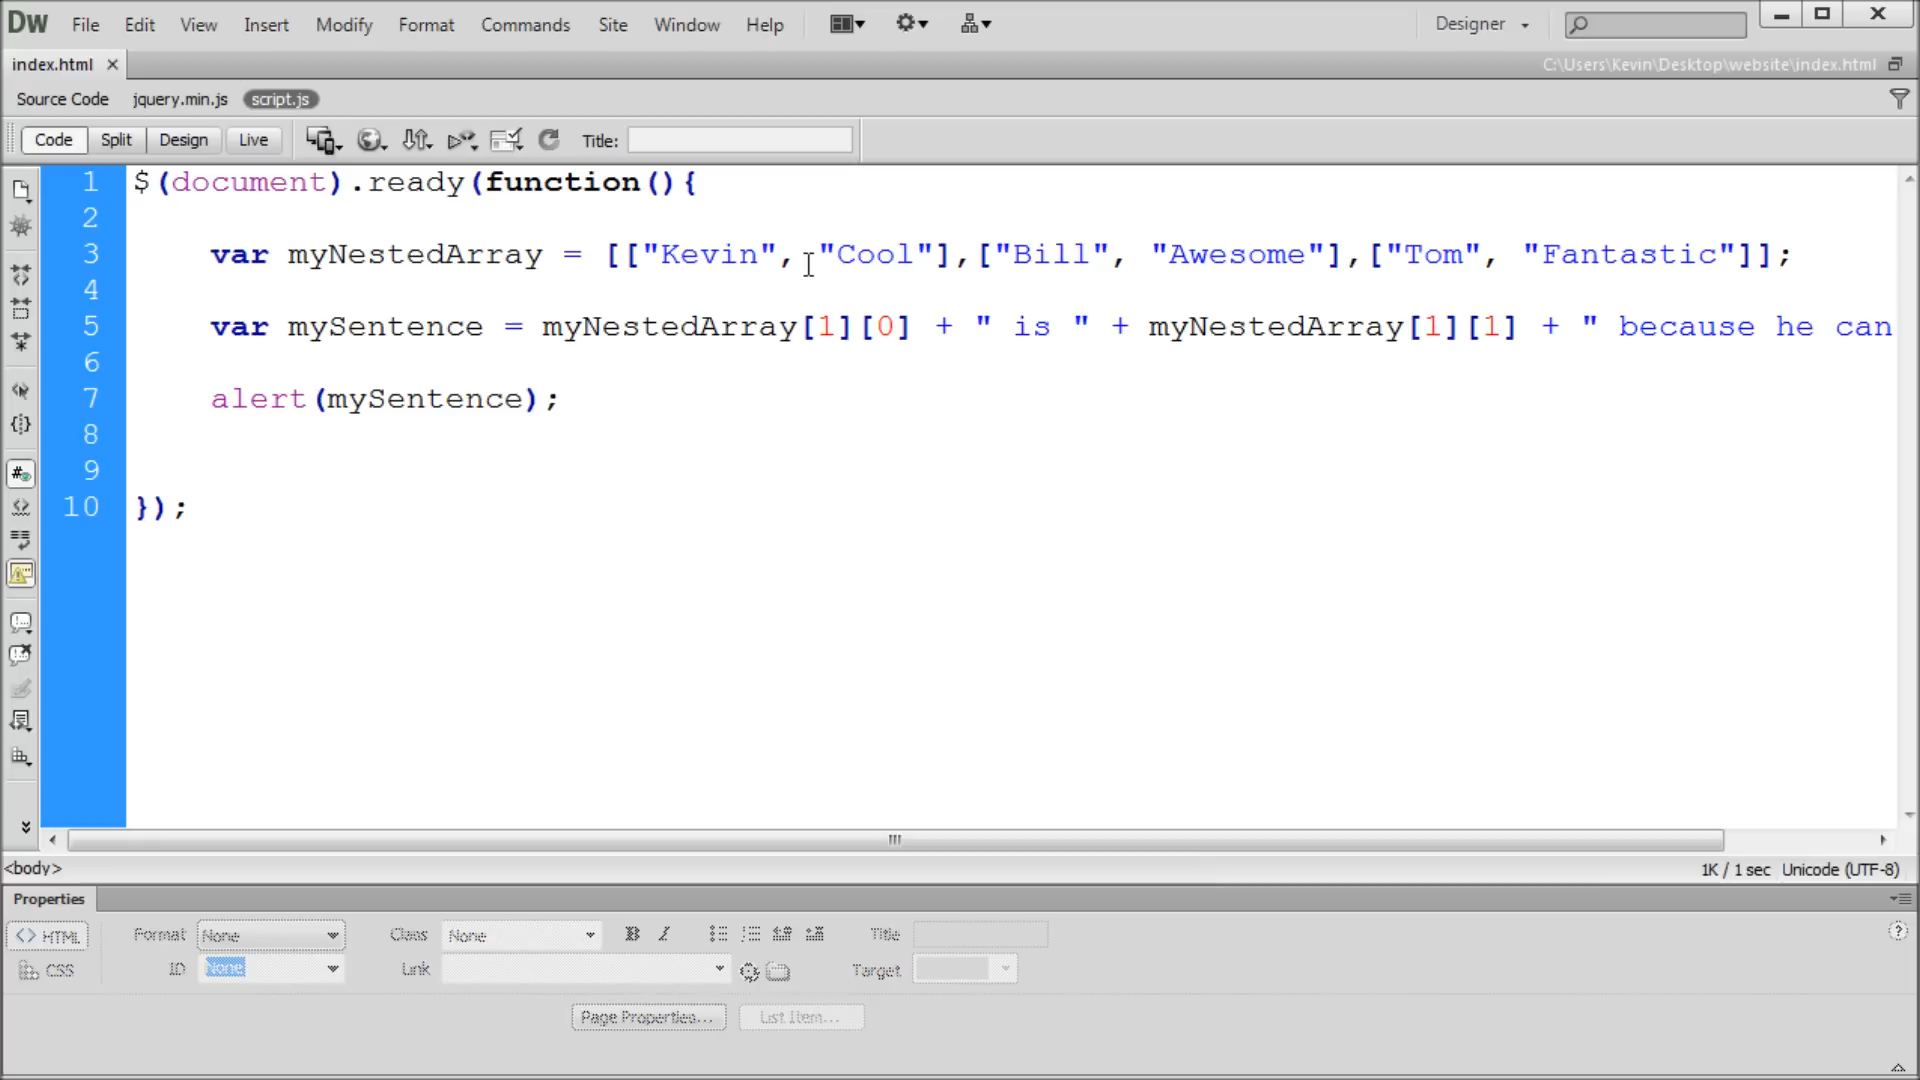 DW File Edit View Insert Modify Format Commands Site Window Help Designer
index.html × C:\Users\Kevin\Desktop\website\index.html
Source Code jquery.min.js script.js
Code Split Design Live Title:
1 $(document).ready(function(){
2
3 var myNestedArray = [["Kevin", "Cool"],["Bill", "Awesome"],["Tom", "Fantastic"]];
4
5 var mySentence = myNestedArray[1][0] + " is " + myNestedArray[1][1] + " because he can
6
7 alert(mySentence);
8
9
10 });
<body> 1K / 1 sec Unicode (UTF-8)
Properties
<> HTML Format None Class None B I Title
CSS ID None Link Target
Page Properties... List Item...